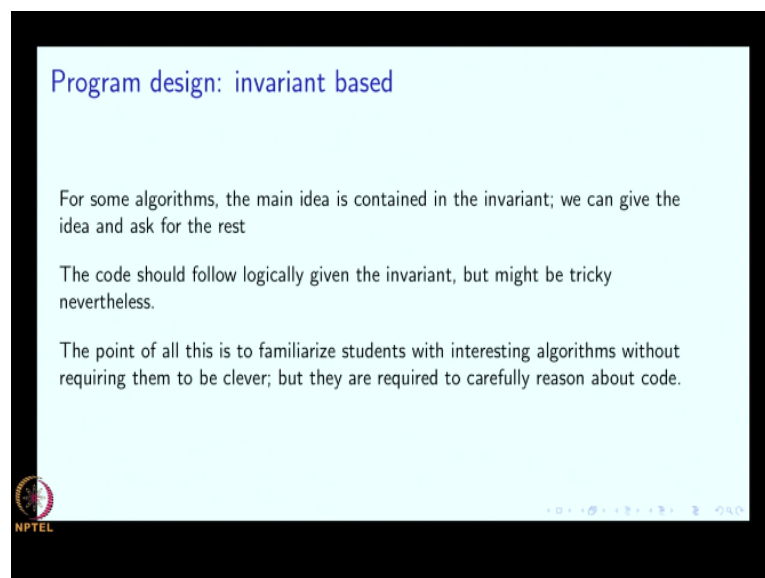 Program design: invariant based
For some algorithms, the main idea is contained in the invariant; we can give the
idea and ask for the rest
The code should follow logically given the invariant, but might be tricky
nevertheless.
The point of all this is to familiarize students with interesting algorithms without
requiring them to be clever; but they are required to carefully reason about code.
NPTEL